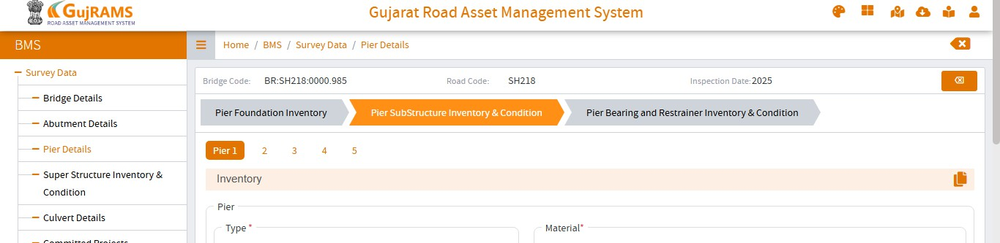 GujRAMS
ROAD ASSET MANAGEMENT SYSTEM
Gujarat Road Asset Management System
BMS
Home / BMS / Survey Data / Pier Details
Survey Data
Bridge Details
Abutment Details
Pier Details
Super Structure Inventory &
Condition
Culvert Details
Committed Projects
Bridge Code: BR:SH218:0000.985 Road Code: SH218 Inspection Date: 2025
Pier Foundation Inventory Pier SubStructure Inventory & Condition Pier Bearing and Restrainer Inventory & Condition
Pier 1 2 3 4 5
Inventory
Pier
Type * Material*